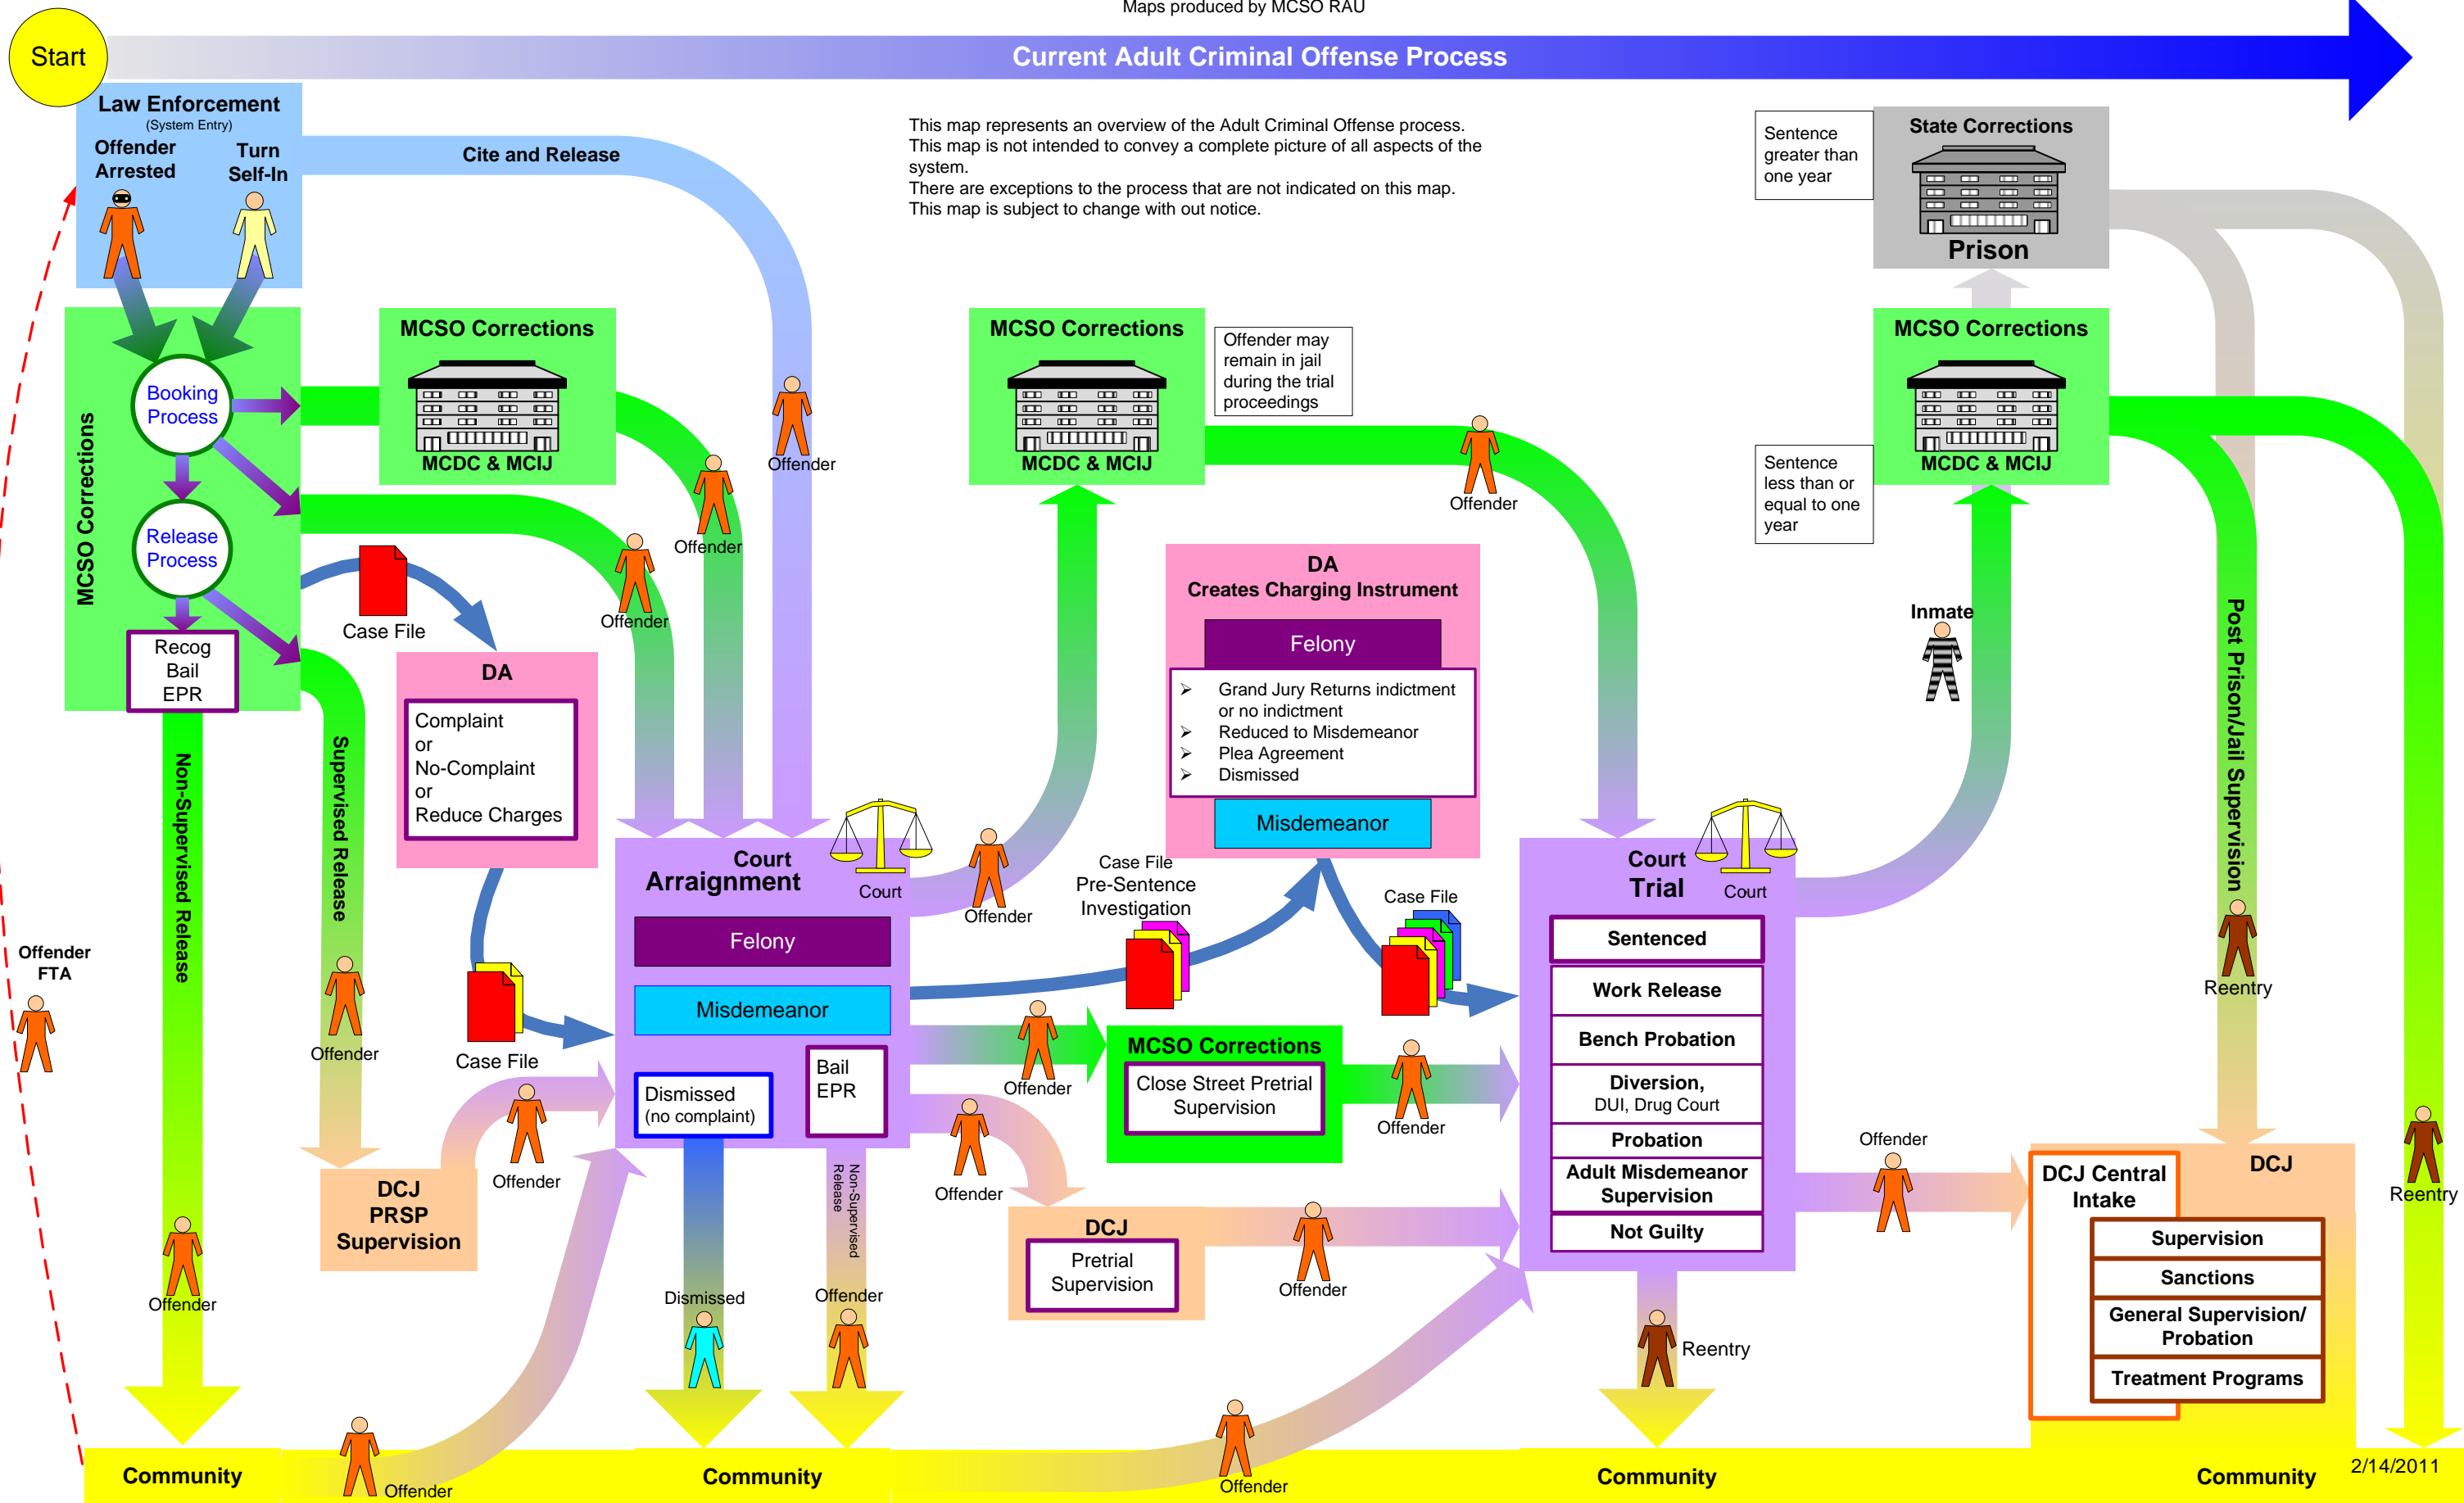 Maps produced by MCSO RAU
Start
Current Adult Criminal Offense Process
Law Enforcement
(System Entry)
Offender
Arrested
Turn
Self-In
Cite and Release
This map represents an overview of the Adult Criminal Offense process.
This map is not intended to convey a complete picture of all aspects of the
system.
There are exceptions to the process that are not indicated on this map.
This map is subject to change with out notice.
Sentence
greater than
one year
State Corrections
Prison
MCSO Corrections
Booking
Process
Release
Process
Recog
Bail
EPR
MCSO Corrections
MCDC & MCIJ
Offender
Offender
Offender
Case File
DA
Complaint
or
No-Complaint
or
Reduce Charges
Case File
MCSO Corrections
MCDC & MCIJ
Offender may
remain in jail
during the trial
proceedings
Offender
MCSO Corrections
MCDC & MCIJ
Sentence
less than or
equal to one
year
DA
Creates Charging Instrument
Felony
➢ Grand Jury Returns indictment
or no indictment
➢ Reduced to Misdemeanor
➢ Plea Agreement
➢ Dismissed
Misdemeanor
Inmate
Post Prison/Jail Supervision
Reentry
Reentry
Non-Supervised Release
Supervised Release
Offender
FTA
Offender
Offender
DCJ
PRSP
Supervision
Offender
Court
Arraignment
Court
Felony
Misdemeanor
Dismissed
(no complaint)
Bail
EPR
Offender
Case File
Pre-Sentence
Investigation
Case File
Offender
MCSO Corrections
Close Street Pretrial
Supervision
Offender
Offender
DCJ
Pretrial
Supervision
Offender
Non-Supervised
Release
Dismissed
Offender
Court
Trial
Court
Sentenced
Work Release
Bench Probation
Diversion,
DUI, Drug Court
Probation
Adult Misdemeanor
Supervision
Not Guilty
Offender
Reentry
DCJ Central
Intake
DCJ
Supervision
Sanctions
General Supervision/
Probation
Treatment Programs
Community
Offender
Community
Offender
Community
Community
2/14/2011